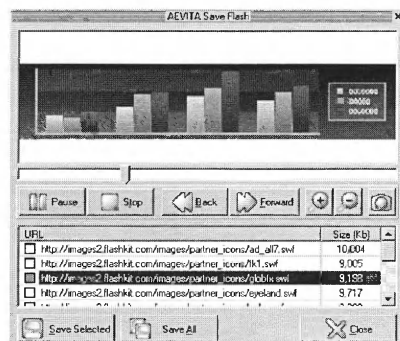 AEVITA Save Flash
Pause Stop Back Forward
URL Size (Kb)
http://images2.flashkit.com/images/partner_icons/ad_all7.swf 10,004
http://images2.flashkit.com/images/partner_icons/fk1.swf 9,005
http://images2.flashkit.com/images/partner_icons/globlx.swf 9,198
http://images2.flashkit.com/images/partner_icons/eyeland.swf 9,717
Save Selected Save All Close